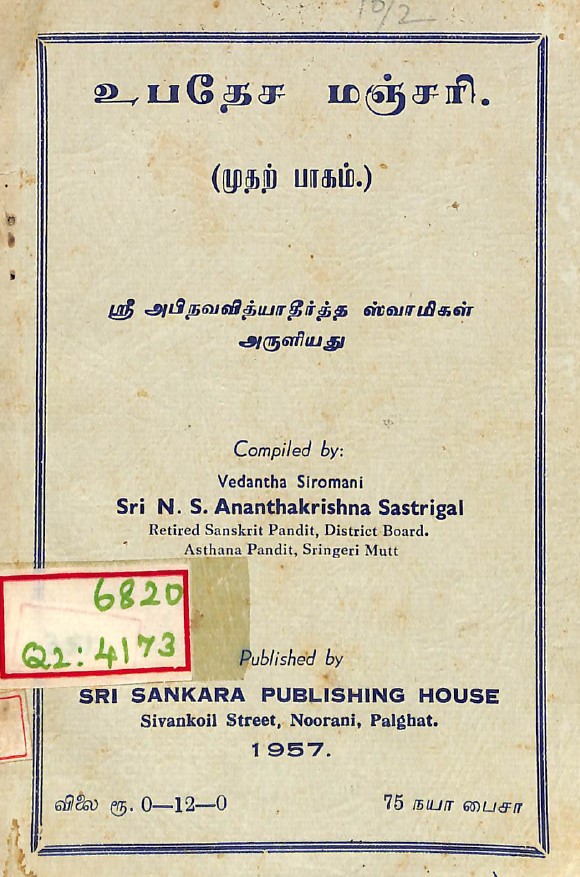 10/2
உபதேச மஞ்சரி.
(முதற் பாகம்.)
ஸ்ரீ அபிநவவித்யாதீர்த்த ஸ்வாமிகள்
அருளியது
Compiled by:
Vedantha Siromani
Sri N. S. Ananthakrishna Sastrigal
Retired Sanskrit Pandit, District Board.
Asthana Pandit, Sringeri Mutt
6820
Q2:4173
Published by
SRI SANKARA PUBLISHING HOUSE
Sivankoil Street, Noorani, Palghat.
1957.
விலை ரூ. 0—12—0 75 நயா பைசா